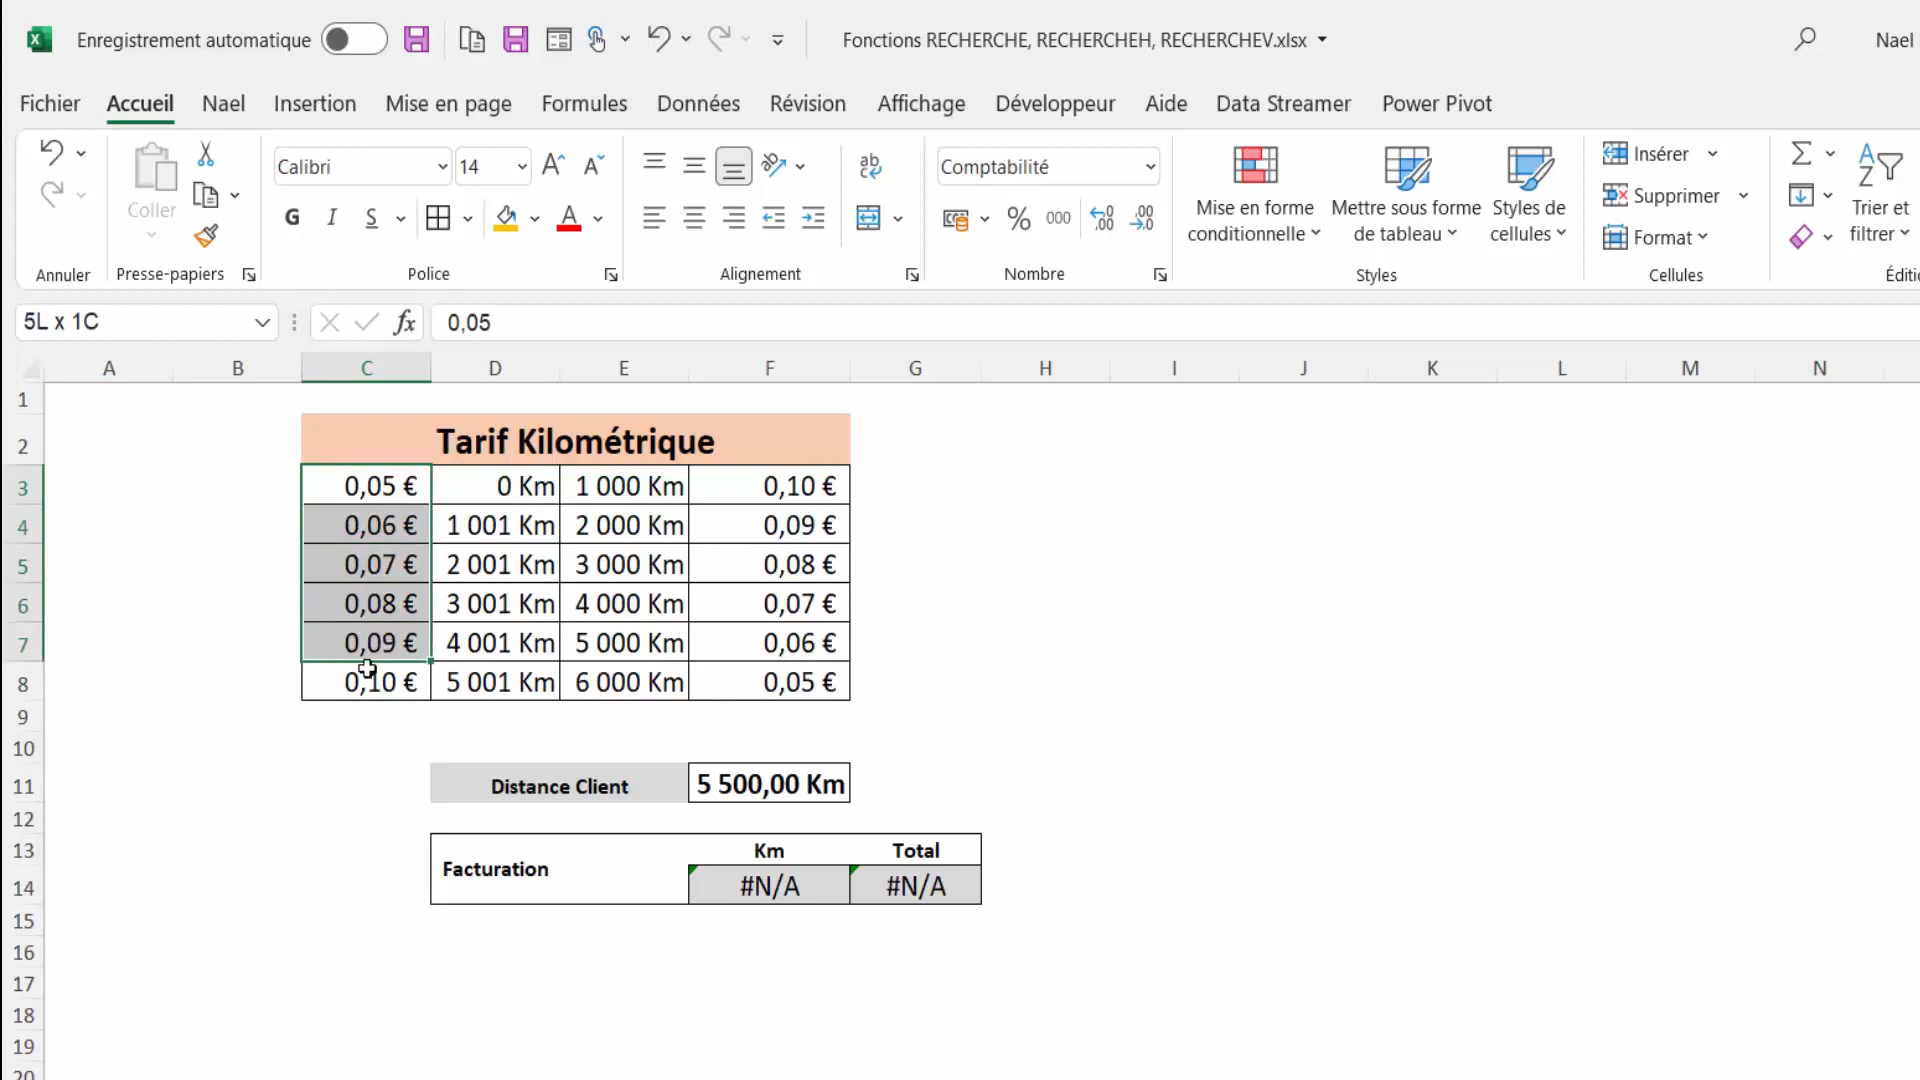 Enregistrement automatique
Fonctions RECHERCHE, RECHERCHEH, RECHERCHEV.xlsx
Nael
Fichier Accueil Nael Insertion Mise en page Formules Données Révision Affichage Développeur Aide Data Streamer Power Pivot
Coller
Calibri 14
G I S
ab
Comptabilité
% 000
Mise en forme conditionnelle
Mettre sous forme de tableau
Styles de cellules
Insérer
Supprimer
Format
Trier et filtrer
Annuler Presse-papiers Police Alignement Nombre Styles Cellules Éditi
5L x 1C fx 0,05
A B C D E F G H I J K L M N
1
2 Tarif Kilométrique
3 0,05 € 0 Km 1 000 Km 0,10 €
4 0,06 € 1 001 Km 2 000 Km 0,09 €
5 0,07 € 2 001 Km 3 000 Km 0,08 €
6 0,08 € 3 001 Km 4 000 Km 0,07 €
7 0,09 € 4 001 Km 5 000 Km 0,06 €
8 0,10 € 5 001 Km 6 000 Km 0,05 €
9
10
11 Distance Client 5 500,00 Km
12
13 Km Total
Facturation
14 #N/A #N/A
15
16
17
18
19
20